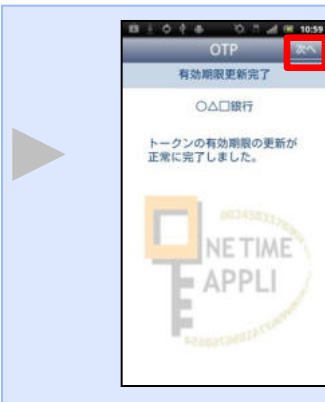 10:59
OTP
次へ
有効期限更新完了
○△□銀行
トークンの有効期限の更新が
正常に完了しました。
NE TIME
APPLI